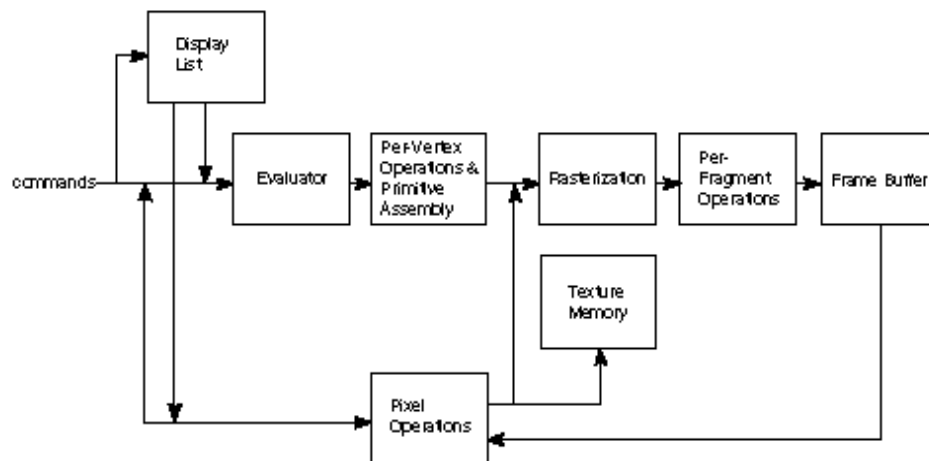 Display
List
commands
Evaluator
Per-Vertex
Operations &
Primitive
Assembly
Rasterization
Per-
Fragment
Operations
Frame Buffer
Texture
Memory
Pixel
Operations